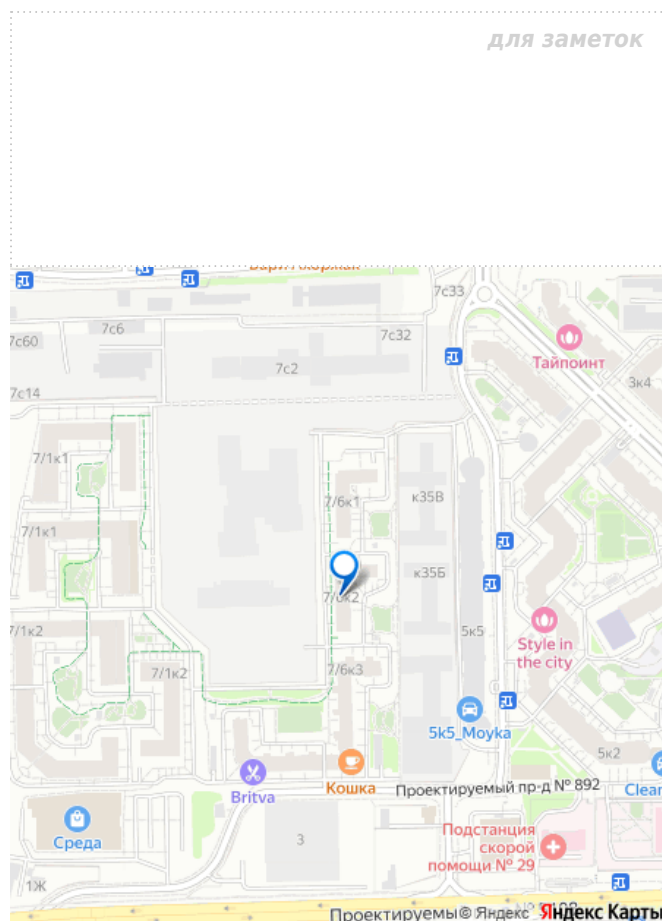 для заметок
7с33
7с60
7с6
7с32
Тайпоинт
7с2
3к4
7с14
7/1к1
7/6к1
к35В
7/1к1
к35Б
7/6к2
7/1к2
5к5
Style in
the city
7/1к2
7/6к3
5k5_Moyka
5к2
Britva
Кошка
Проектируемый пр-д № 892
Clean
Среда
3
Подстанция
скорой
помощи № 29
1Ж
Проектируемы
© Яндекс
Яндекс Карты